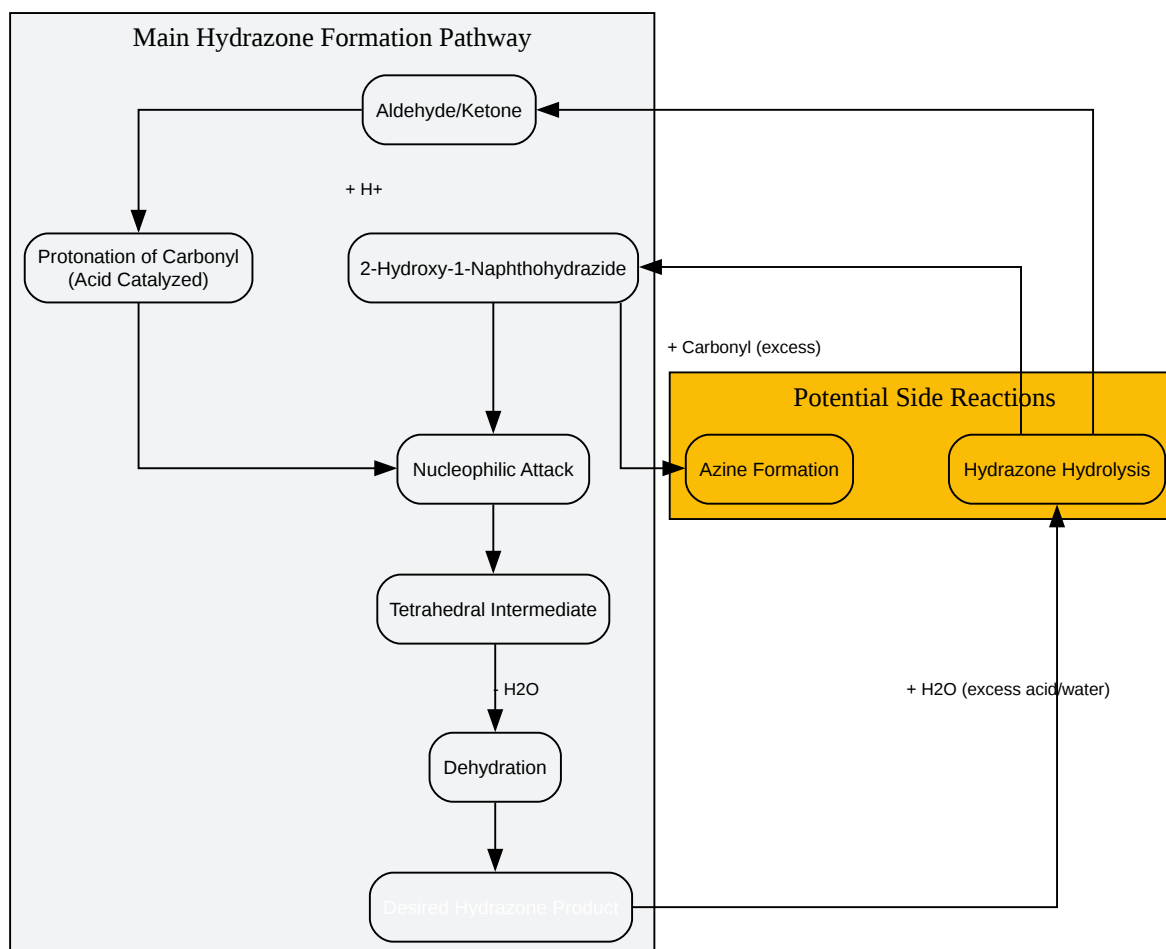 Main Hydrazone Formation Pathway
Aldehyde/Ketone
+ H+
Protonation of Carbonyl
(Acid Catalyzed)
2-Hydroxy-1-Naphthohydrazide
+ Carbonyl (excess)
Potential Side Reactions
Nucleophilic Attack
Azine Formation
Hydrazone Hydrolysis
Tetrahedral Intermediate
- H2O
+ H2O (excess acid/water)
Dehydration
Desired Hydrazone Product